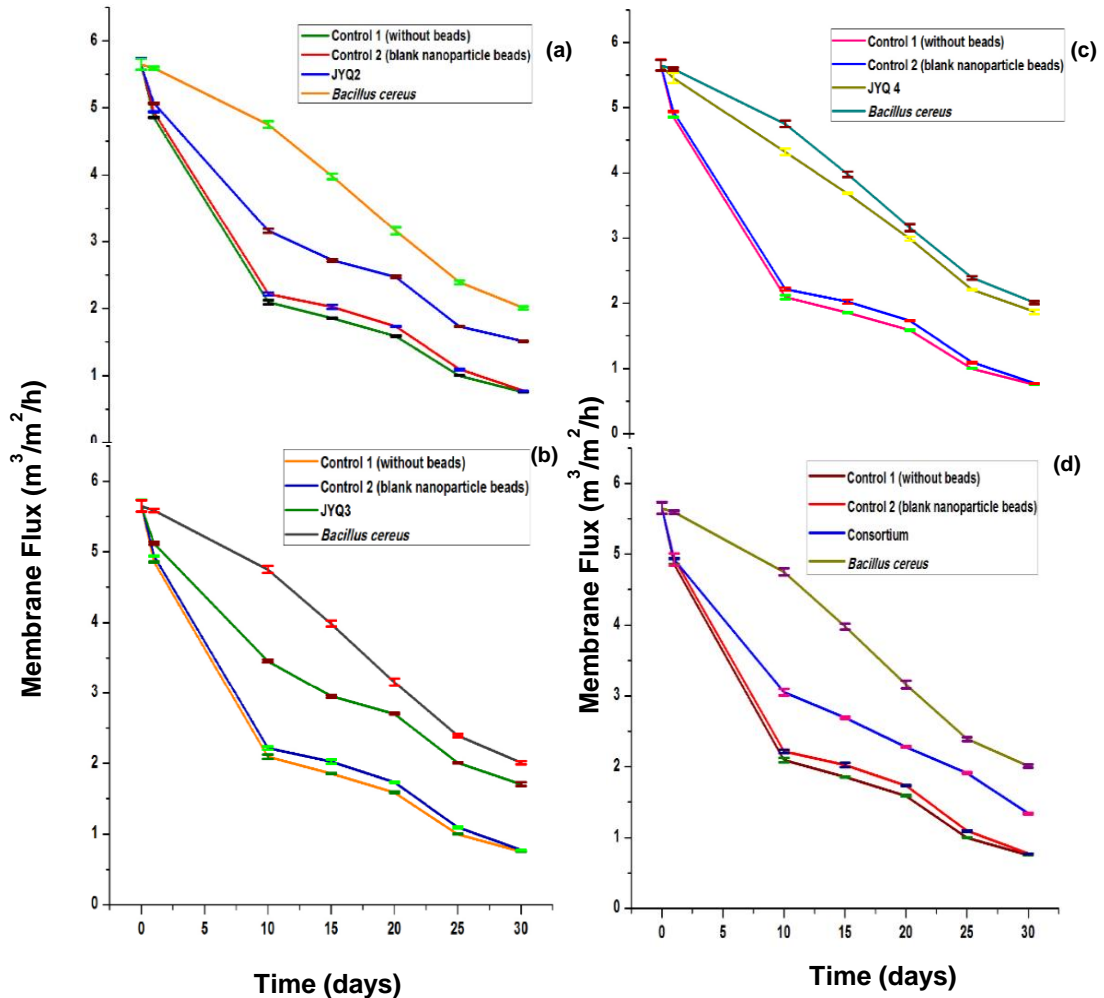 Control 1 (without beads)
Control 2 (blank nanoparticle beads)
JYQ2
Bacillus cereus
(a)
6
5
4
3
2
1
0
Control 1 (without beads)
Control 2 (blank nanoparticle beads)
JYQ 4
Bacillus cereus
(c)
6
5
4
3
2
1
0
Control 1 (without beads)
Control 2 (blank nanoparticle beads)
JYQ3
Bacillus cereus
(b)
6
5
4
3
2
1
0
0 5 10 15 20 25 30
Control 1 (without beads)
Control 2 (blank nanoparticle beads)
Consortium
Bacillus cereus
(d)
6
5
4
3
2
1
0
0 5 10 15 20 25 30
Membrane Flux (m³/m²/h)
Membrane Flux (m³/m²/h)
Time (days)
Time (days)